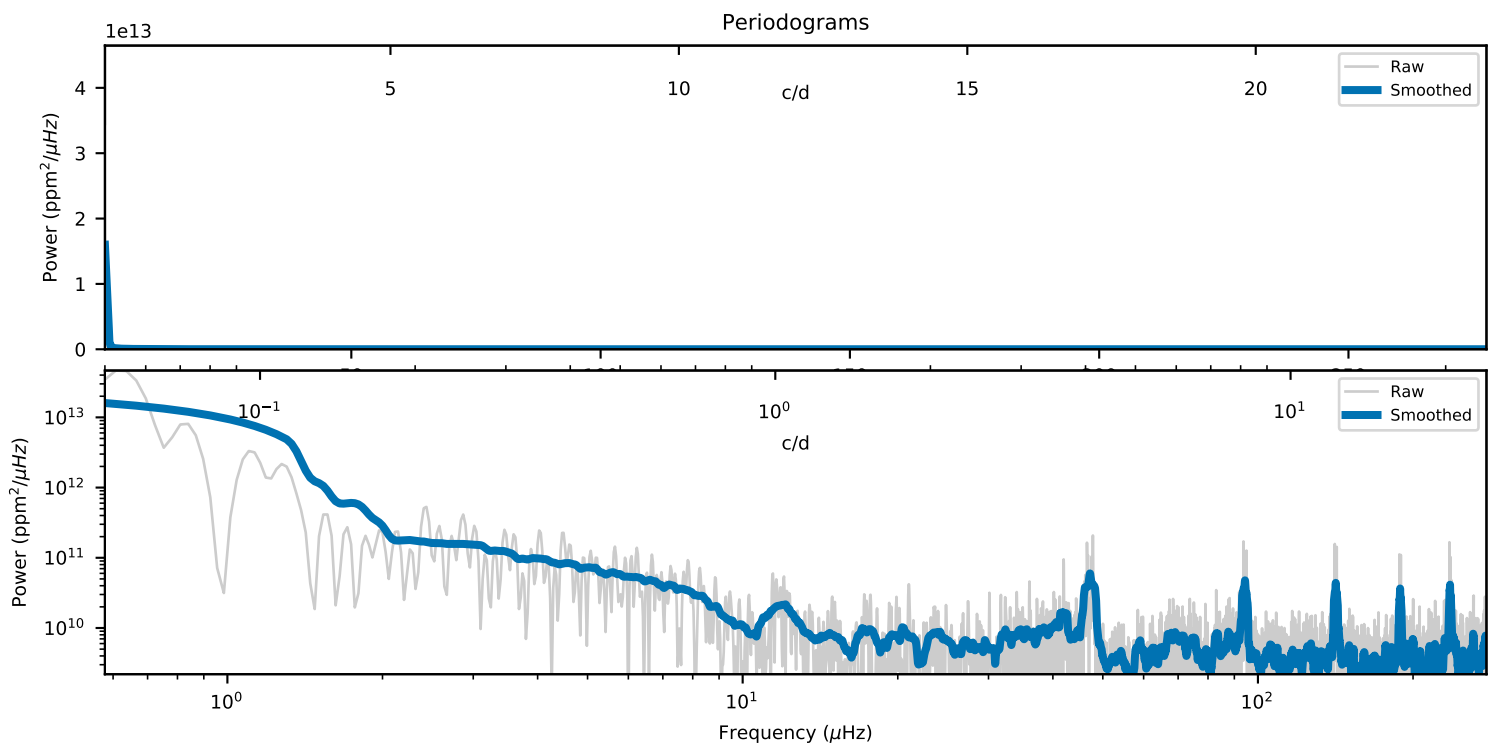 Periodograms
1e13
Power (ppm²/μHz)
4
3
2
1
0
5
10
15
20
c/d
Raw
Smoothed
Power (ppm²/μHz)
10¹³
10¹²
10¹¹
10¹⁰
10⁻¹
10⁰
10¹
c/d
Raw
Smoothed
10⁰
10¹
10²
Frequency (μHz)